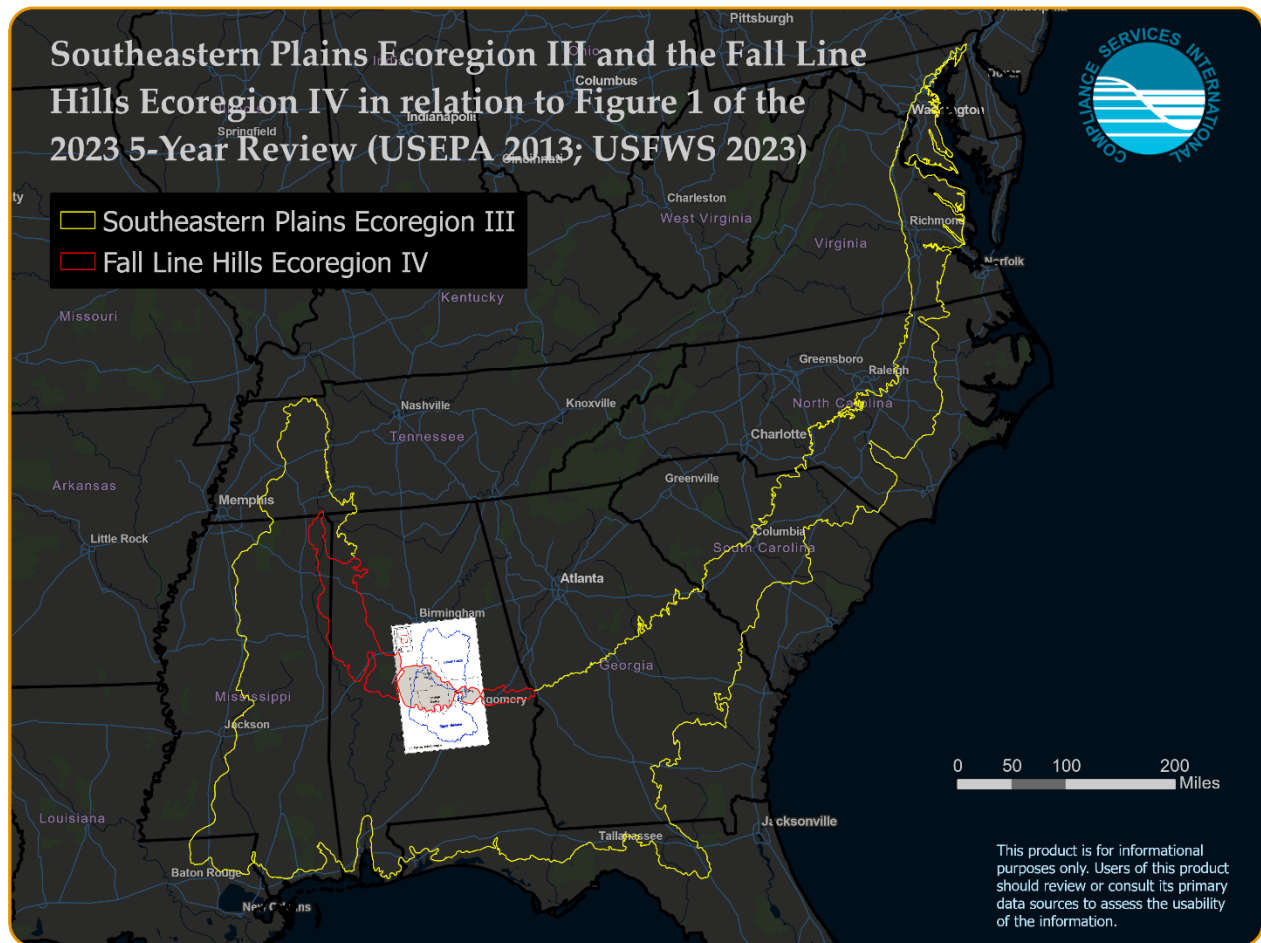 Pittsburgh
Southeastern Plains Ecoregion III and the Fall Line
Hills Ecoregion IV in relation to Figure 1 of the
2023 5-Year Review (USEPA 2013; USFWS 2023)
COMPLIANCE SERVICES INTERNATIONAL
Ohio
Columbus
Dover
Indianapolis
Springfield
Cincinnati
Southeastern Plains Ecoregion III
Fall Line Hills Ecoregion IV
Charleston
West Virginia
Richmond
Virginia
Norfolk
Kentucky
Missouri
Greensboro
Raleigh
North Carolina
Nashville
Knoxville
Tennessee
Charlotte
Greenville
Arkansas
Memphis
Little Rock
Columbia
South Carolina
Atlanta
Birmingham
Georgia
Mississippi
gomery
Jackson
0 50 100 200
Miles
Louisiana
Jacksonville
Tallahassee
Baton Rouge
This product is for informational
purposes only. Users of this product
should review or consult its primary
data sources to assess the usability
of the information.